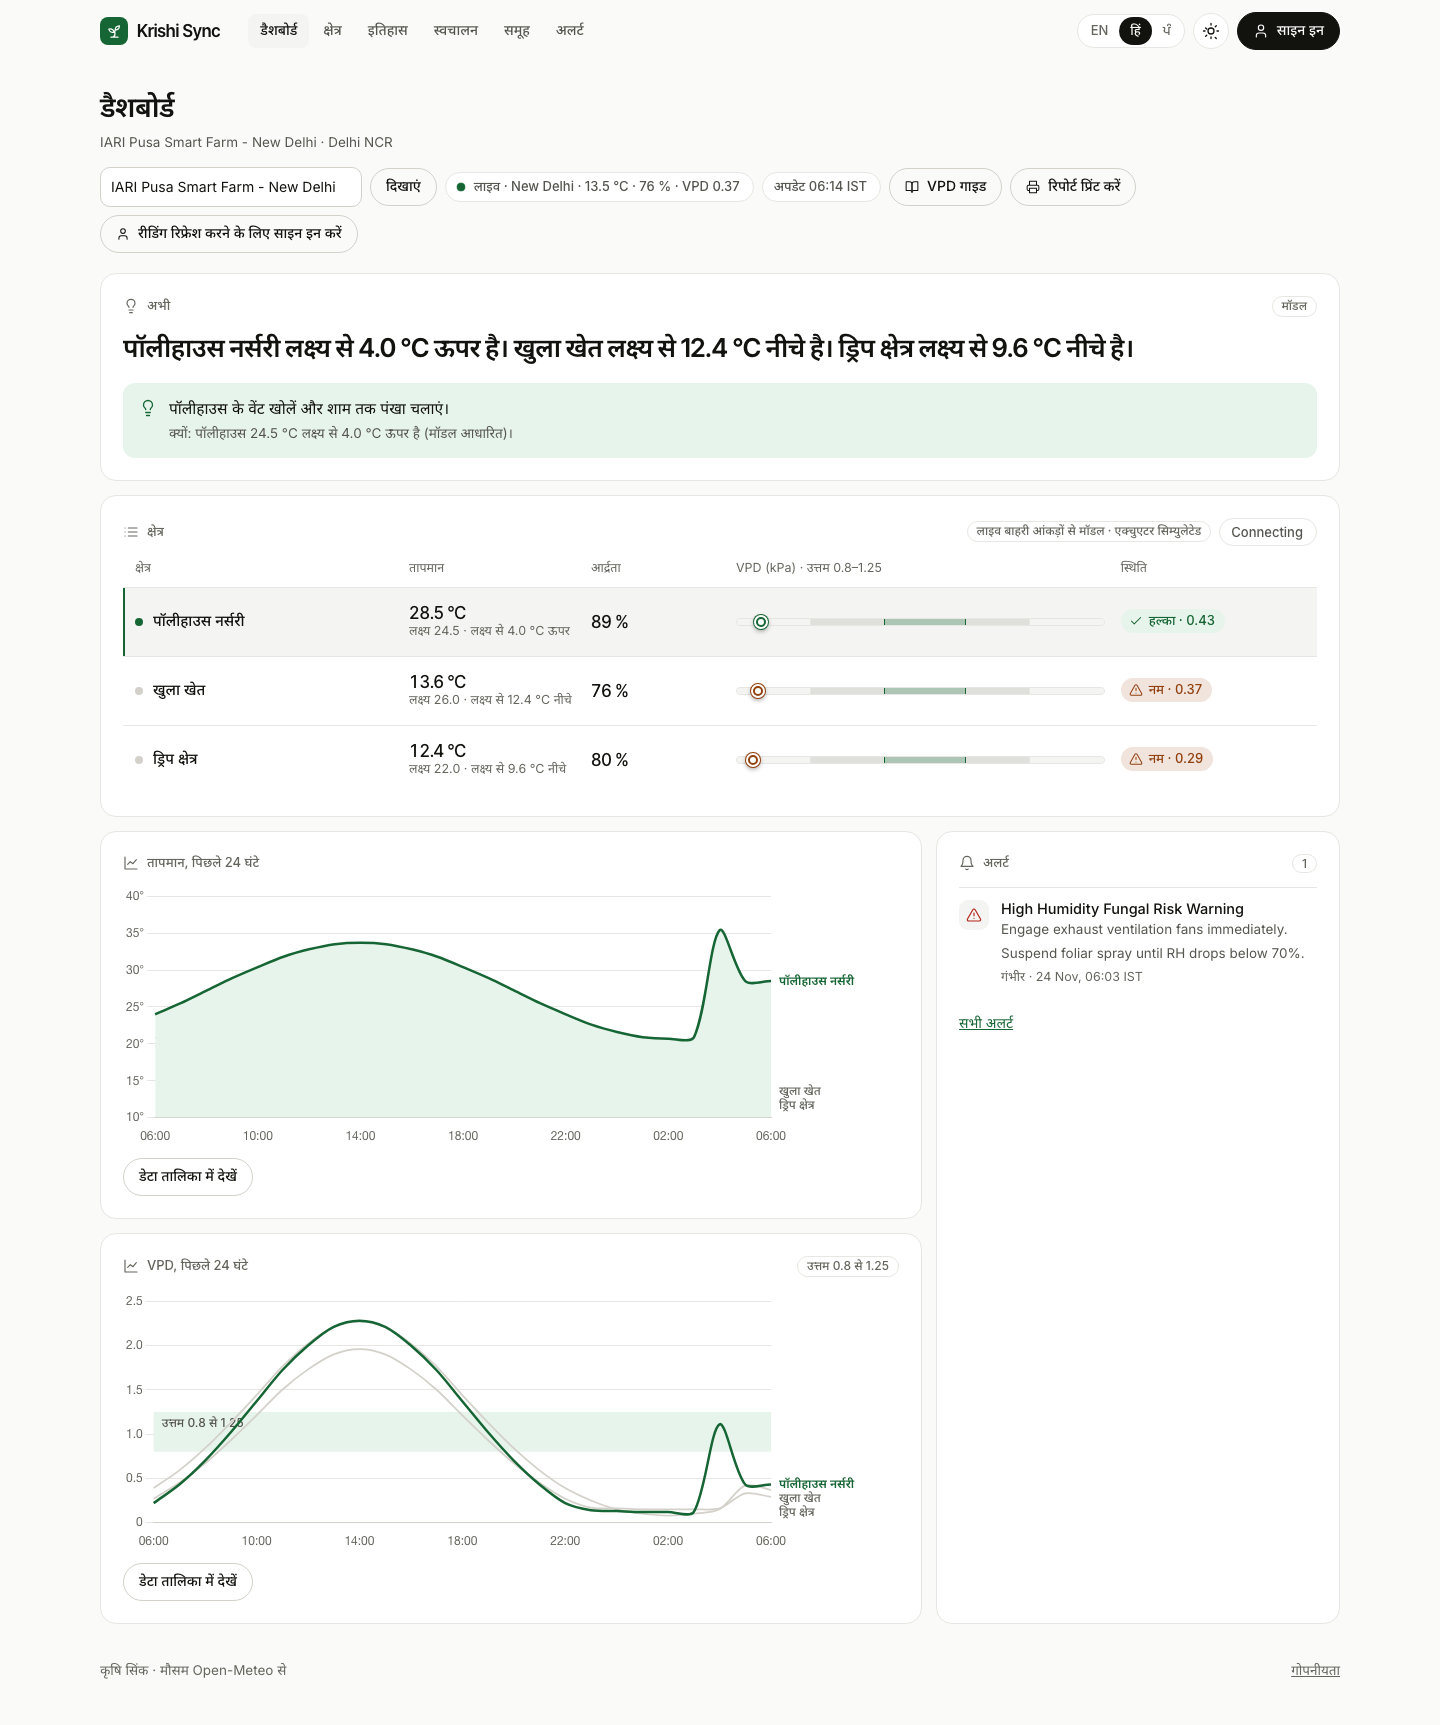 Krishi Sync
डैशबोर्ड
क्षेत्र
इतिहास
स्वचालन
समूह
अलर्ट
EN
हिं
ਪੰ
साइन इन
डैशबोर्ड
IARI Pusa Smart Farm - New Delhi · Delhi NCR
IARI Pusa Smart Farm - New Delhi
दिखाएं
लाइव · New Delhi · 13.5 °C · 76 % · VPD 0.37
अपडेट 06:14 IST
VPD गाइड
रिपोर्ट प्रिंट करें
रीडिंग रिफ्रेश करने के लिए साइन इन करें
अभी
मॉडल
पॉलीहाउस नर्सरी लक्ष्य से 4.0 °C ऊपर है। खुला खेत लक्ष्य से 12.4 °C नीचे है। ड्रिप क्षेत्र लक्ष्य से 9.6 °C नीचे है।
पॉलीहाउस के वेंट खोलें और शाम तक पंखा चलाएं।
क्यों: पॉलीहाउस 24.5 °C लक्ष्य से 4.0 °C ऊपर है (मॉडल आधारित)।
क्षेत्र
लाइव बाहरी आंकड़ों से मॉडल · एक्चुएटर सिम्युलेटेड
Connecting
क्षेत्र
तापमान
आर्द्रता
VPD (kPa) · उत्तम 0.8–1.25
स्थिति
पॉलीहाउस नर्सरी
28.5 °C
लक्ष्य 24.5 · लक्ष्य से 4.0 °C ऊपर
89 %
हल्का · 0.43
खुला खेत
13.6 °C
लक्ष्य 26.0 · लक्ष्य से 12.4 °C नीचे
76 %
नम · 0.37
ड्रिप क्षेत्र
12.4 °C
लक्ष्य 22.0 · लक्ष्य से 9.6 °C नीचे
80 %
नम · 0.29
तापमान, पिछले 24 घंटे
40°
35°
30°
25°
20°
15°
10°
पॉलीहाउस नर्सरी
खुला खेत
ड्रिप क्षेत्र
06:00
10:00
14:00
18:00
22:00
02:00
06:00
डेटा तालिका में देखें
अलर्ट
1
High Humidity Fungal Risk Warning
Engage exhaust ventilation fans immediately.
Suspend foliar spray until RH drops below 70%.
गंभीर · 24 Nov, 06:03 IST
सभी अलर्ट
VPD, पिछले 24 घंटे
उत्तम 0.8 से 1.25
2.5
2.0
1.5
1.0
0.5
0
उत्तम 0.8 से 1.25
पॉलीहाउस नर्सरी
खुला खेत
ड्रिप क्षेत्र
06:00
10:00
14:00
18:00
22:00
02:00
06:00
डेटा तालिका में देखें
कृषि सिंक · मौसम Open-Meteo से
गोपनीयता